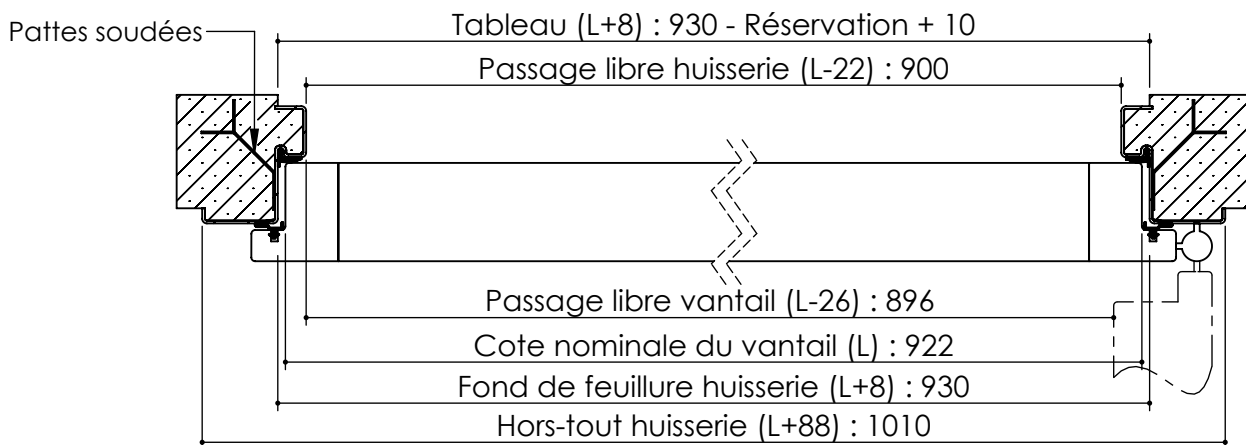 Tableau (L+8) : 930 - Réservation + 10
Pattes soudées
Passage libre huisserie (L-22) : 900
Passage libre vantail (L-26) : 896
Cote nominale du vantail (L) : 922
Fond de feuillure huisserie (L+8) : 930
Hors-tout huisserie (L+88) : 1010